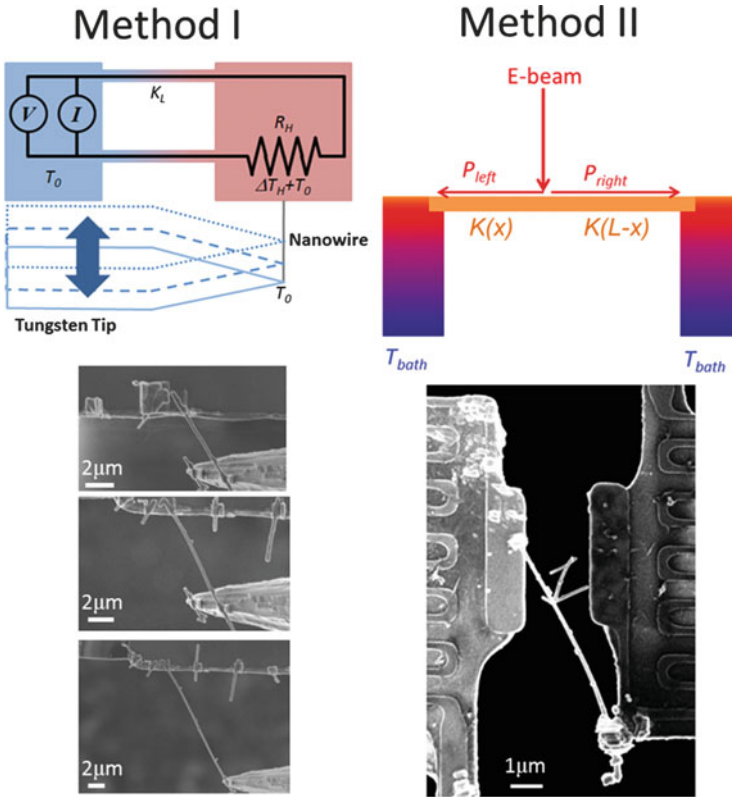 Method I
V
I
K_L
R_H
T_0
ΔT_H+T_0
Nanowire
T_0
Tungsten Tip
2μm
2μm
2μm
Method II
E-beam
P_left
P_right
K(x)
K(L-x)
T_bath
T_bath
1μm